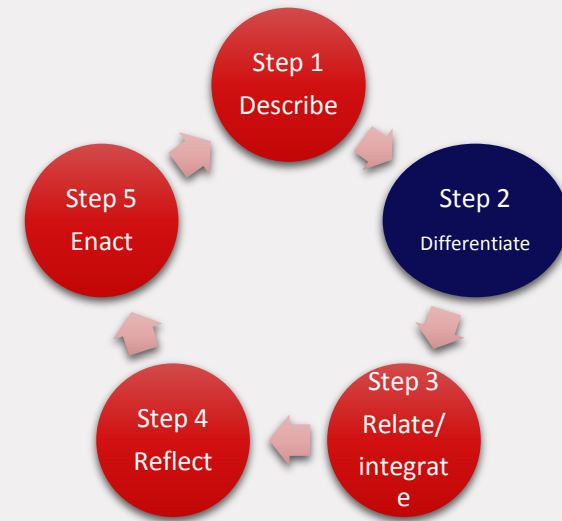 Step 1
Describe
Step 2
Differentiate
Step 3
Relate/
integrat
e
Step 4
Reflect
Step 5
Enact